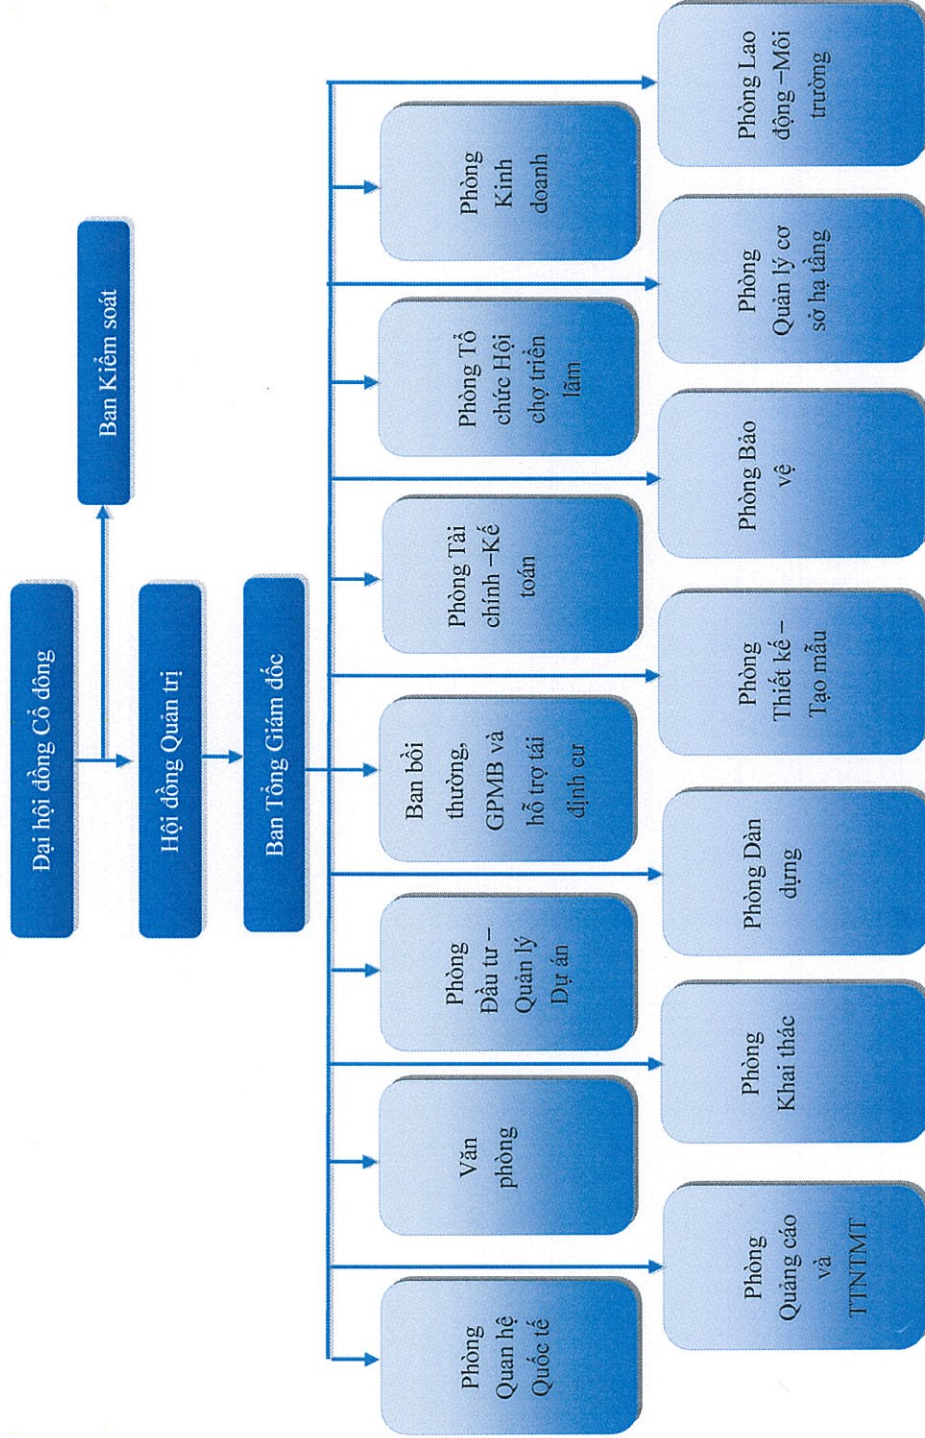 Đại hội đồng Cổ đông
Ban Kiểm soát
Hội đồng Quản trị
Ban Tổng Giám đốc
Phòng
Quan hệ
Quốc tế
Văn
phòng
Phòng
Đầu tư –
Quản lý
Dự án
Ban bồi
thường,
GPMB và
hỗ trợ tái
định cư
Phòng Tài
chính –Kế
toán
Phòng Tổ
chức Hội
chợ triển
lãm
Phòng
Kinh
doanh
Phòng
Quảng cáo
và
TTNTMT
Phòng
Khai thác
Phòng Dàn
dựng
Phòng
Thiết kế –
Tạo mẫu
Phòng Bảo
vệ
Phòng
Quản lý cơ
sở hạ tầng
Phòng Lao
động –Môi
trường